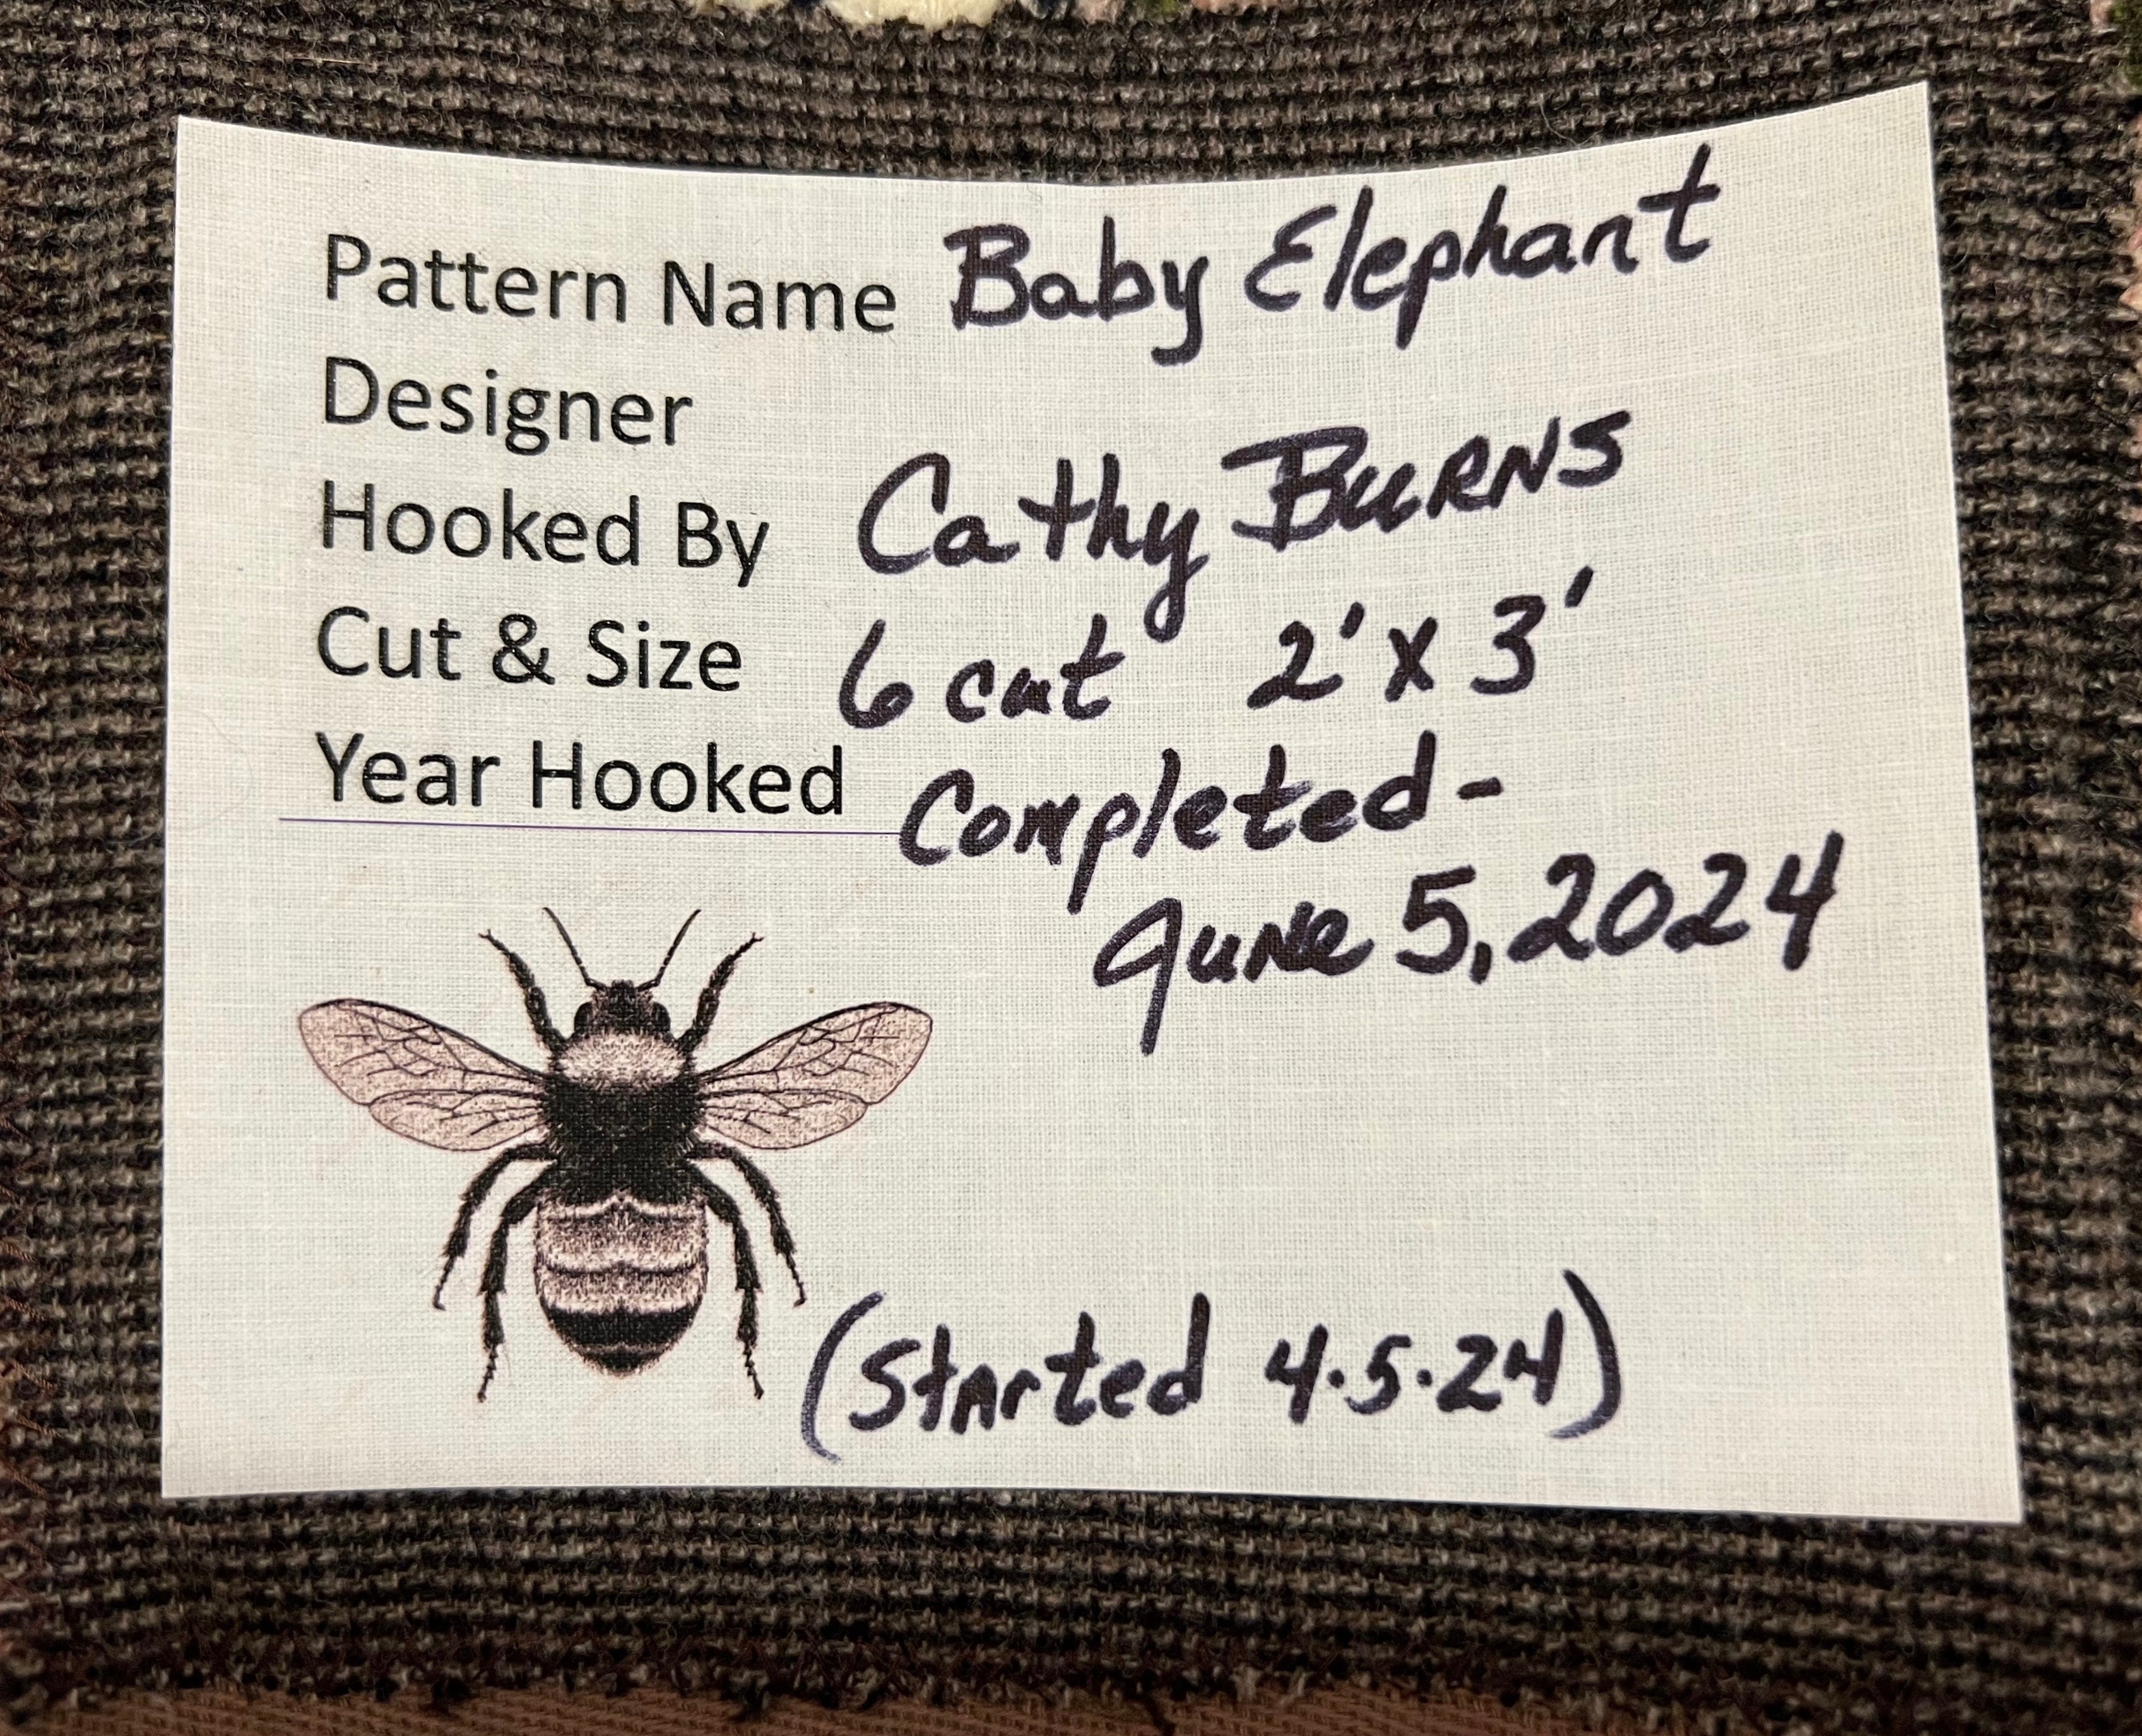 Pattern Name Baby Elephant
Designer
Hooked By Cathy BURNS
Cut & Size 6 cut 2' x 3'
Year Hooked Completed-
June 5, 2024
(Started 4.5.24)